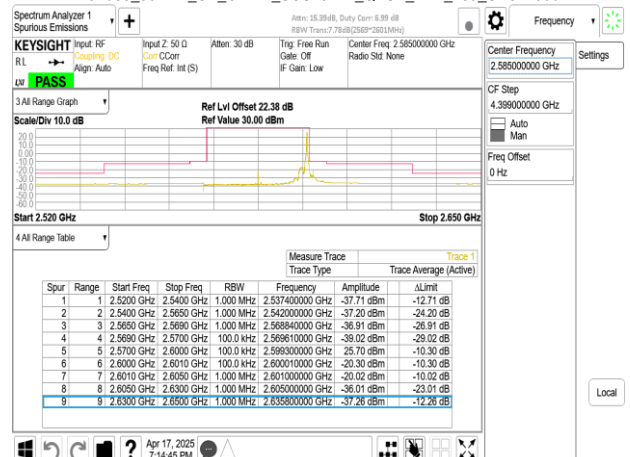 Spectrum Analyzer 1
Spurious Emissions
Attn: 15.39dB, Duty Corr: 6.99 dB
RBW Trans:7.78dB(2569~2601MHz)
Frequency
KEYSIGHT
Input: RF
Input Z: 50 Ω
Atten: 30 dB
Trig: Free Run
Center Freq: 2.585000000 GHz
RL
Coupling: DC
Corr CCorr
Gate: Off
Radio Std: None
Align: Auto
Freq Ref: Int (S)
IF Gain: Low
LXI
PASS
Center Frequency
2.585000000 GHz
Settings
CF Step
4.399000000 GHz
Auto
Man
Freq Offset
0 Hz
3 All Range Graph
Ref Lvl Offset 22.38 dB
Scale/Div 10.0 dB
Ref Value 30.00 dBm
20.0
10.0
0.00
-10.0
-20.0
-30.0
-40.0
-50.0
-60.0
Start 2.520 GHz
Stop 2.650 GHz
4 All Range Table
Measure Trace Trace 1
Trace Type Trace Average (Active)
Spur Range Start Freq Stop Freq RBW Frequency Amplitude ΔLimit
1 1 2.5200 GHz 2.5400 GHz 1.000 MHz 2.537400000 GHz -37.71 dBm -12.71 dB
2 2 2.5400 GHz 2.5650 GHz 1.000 MHz 2.542000000 GHz -37.20 dBm -24.20 dB
3 3 2.5650 GHz 2.5690 GHz 1.000 MHz 2.568840000 GHz -36.91 dBm -26.91 dB
4 4 2.5690 GHz 2.5700 GHz 100.0 kHz 2.569610000 GHz -39.02 dBm -29.02 dB
5 5 2.5700 GHz 2.6000 GHz 100.0 kHz 2.599300000 GHz 25.70 dBm -10.30 dB
6 6 2.6000 GHz 2.6010 GHz 100.0 kHz 2.600010000 GHz -20.30 dBm -10.30 dB
7 7 2.6010 GHz 2.6050 GHz 1.000 MHz 2.601000000 GHz -20.02 dBm -10.02 dB
8 8 2.6050 GHz 2.6300 GHz 1.000 MHz 2.605000000 GHz -36.01 dBm -23.01 dB
9 9 2.6300 GHz 2.6500 GHz 1.000 MHz 2.635800000 GHz -37.26 dBm -12.26 dB
Local
Apr 17, 2025
7:14:45 PM